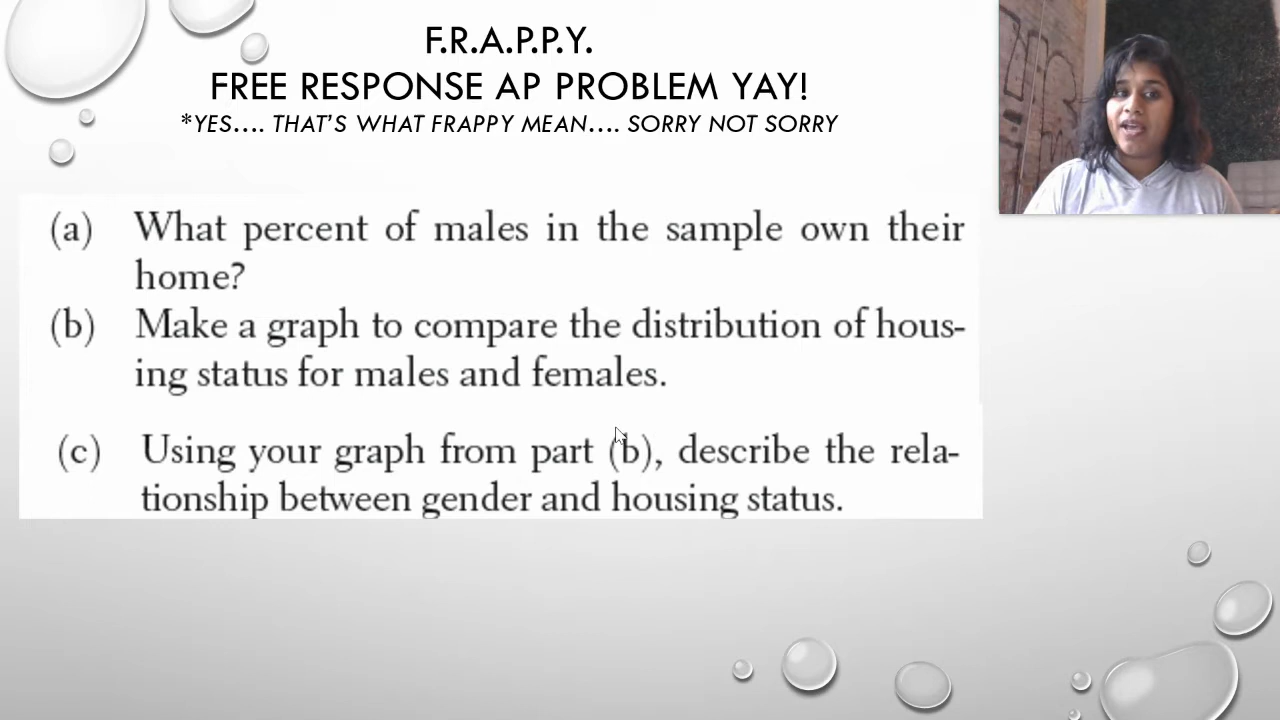 F.R.A.P.P.Y.
FREE RESPONSE AP PROBLEM YAY!
*YES.... THAT'S WHAT FRAPPY MEAN.... SORRY NOT SORRY
(a) What percent of males in the sample own their
home?
(b) Make a graph to compare the distribution of hous-
ing status for males and females.
(c) Using your graph from part (b), describe the rela-
tionship between gender and housing status.